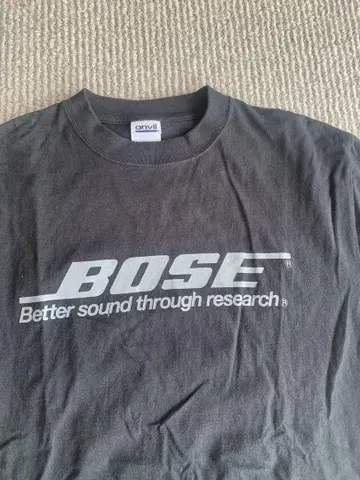 anvil
BOSE®
Better sound through research®